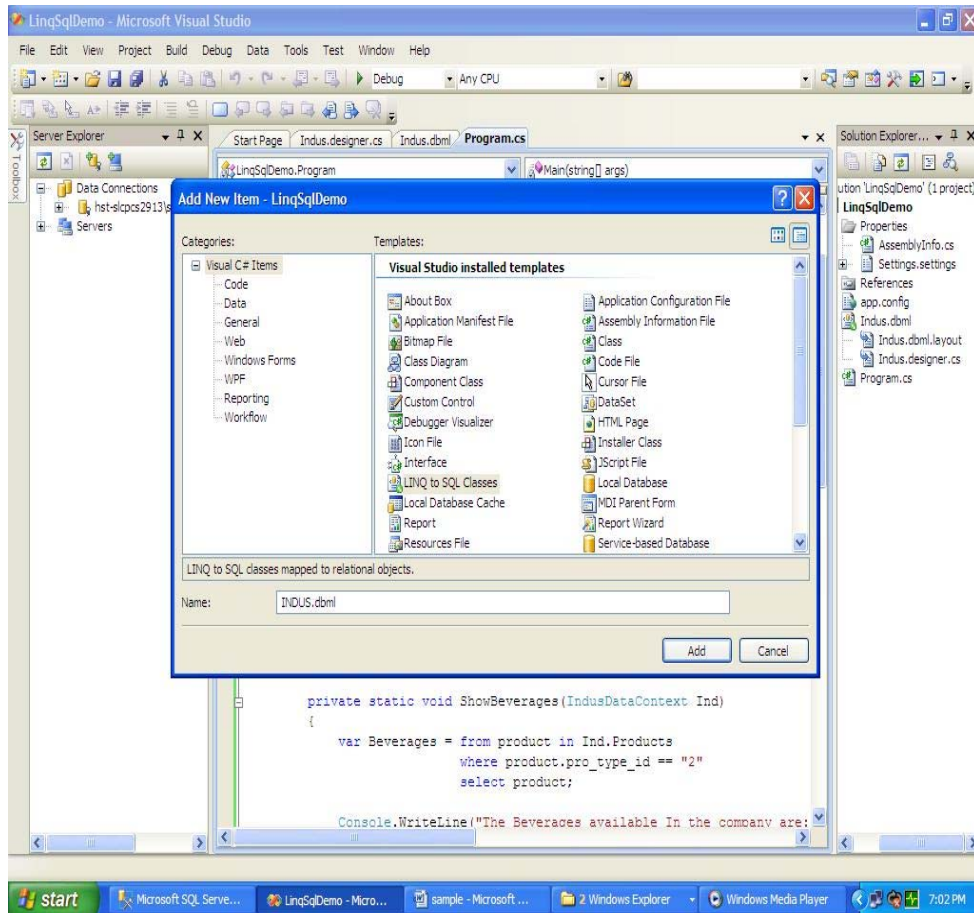 LinqSqlDemo - Microsoft Visual Studio
File Edit View Project Build Debug Data Tools Test Window Help
Debug Any CPU
Server Explorer
Toolbox
Data Connections
hst-slcpcs2913\s
Servers
Start Page Indus.designer.cs Indus.dbml Program.cs
LinqSqlDemo.Program Main(string[] args)
Add New Item - LinqSqlDemo
Categories: Templates:
Visual C# Items
Code
Data
General
Web
Windows Forms
WPF
Reporting
Workflow
Visual Studio installed templates
About Box Application Configuration File
Application Manifest File Assembly Information File
Bitmap File Class
Class Diagram Code File
Component Class Cursor File
Custom Control DataSet
Debugger Visualizer HTML Page
Icon File Installer Class
Interface JScript File
LINQ to SQL Classes Local Database
Local Database Cache MDI Parent Form
Report Report Wizard
Resources File Service-based Database
LINQ to SQL classes mapped to relational objects.
Name: INDUS.dbml
Add Cancel
private static void ShowBeverages(IndusDataContext Ind)
{
var Beverages = from product in Ind.Products
where product.pro_type_id == "2"
select product;
Console.WriteLine("The Beverages available In the company are:
Solution Explorer...
ution 'LinqSqlDemo' (1 project)
LinqSqlDemo
Properties
AssemblyInfo.cs
Settings.settings
References
app.config
Indus.dbml
Indus.dbml.layout
Indus.designer.cs
Program.cs
start Microsoft SQL Serve... LinqSqlDemo - Micro... sample - Microsoft ... 2 Windows Explorer Windows Media Player 7:02 PM